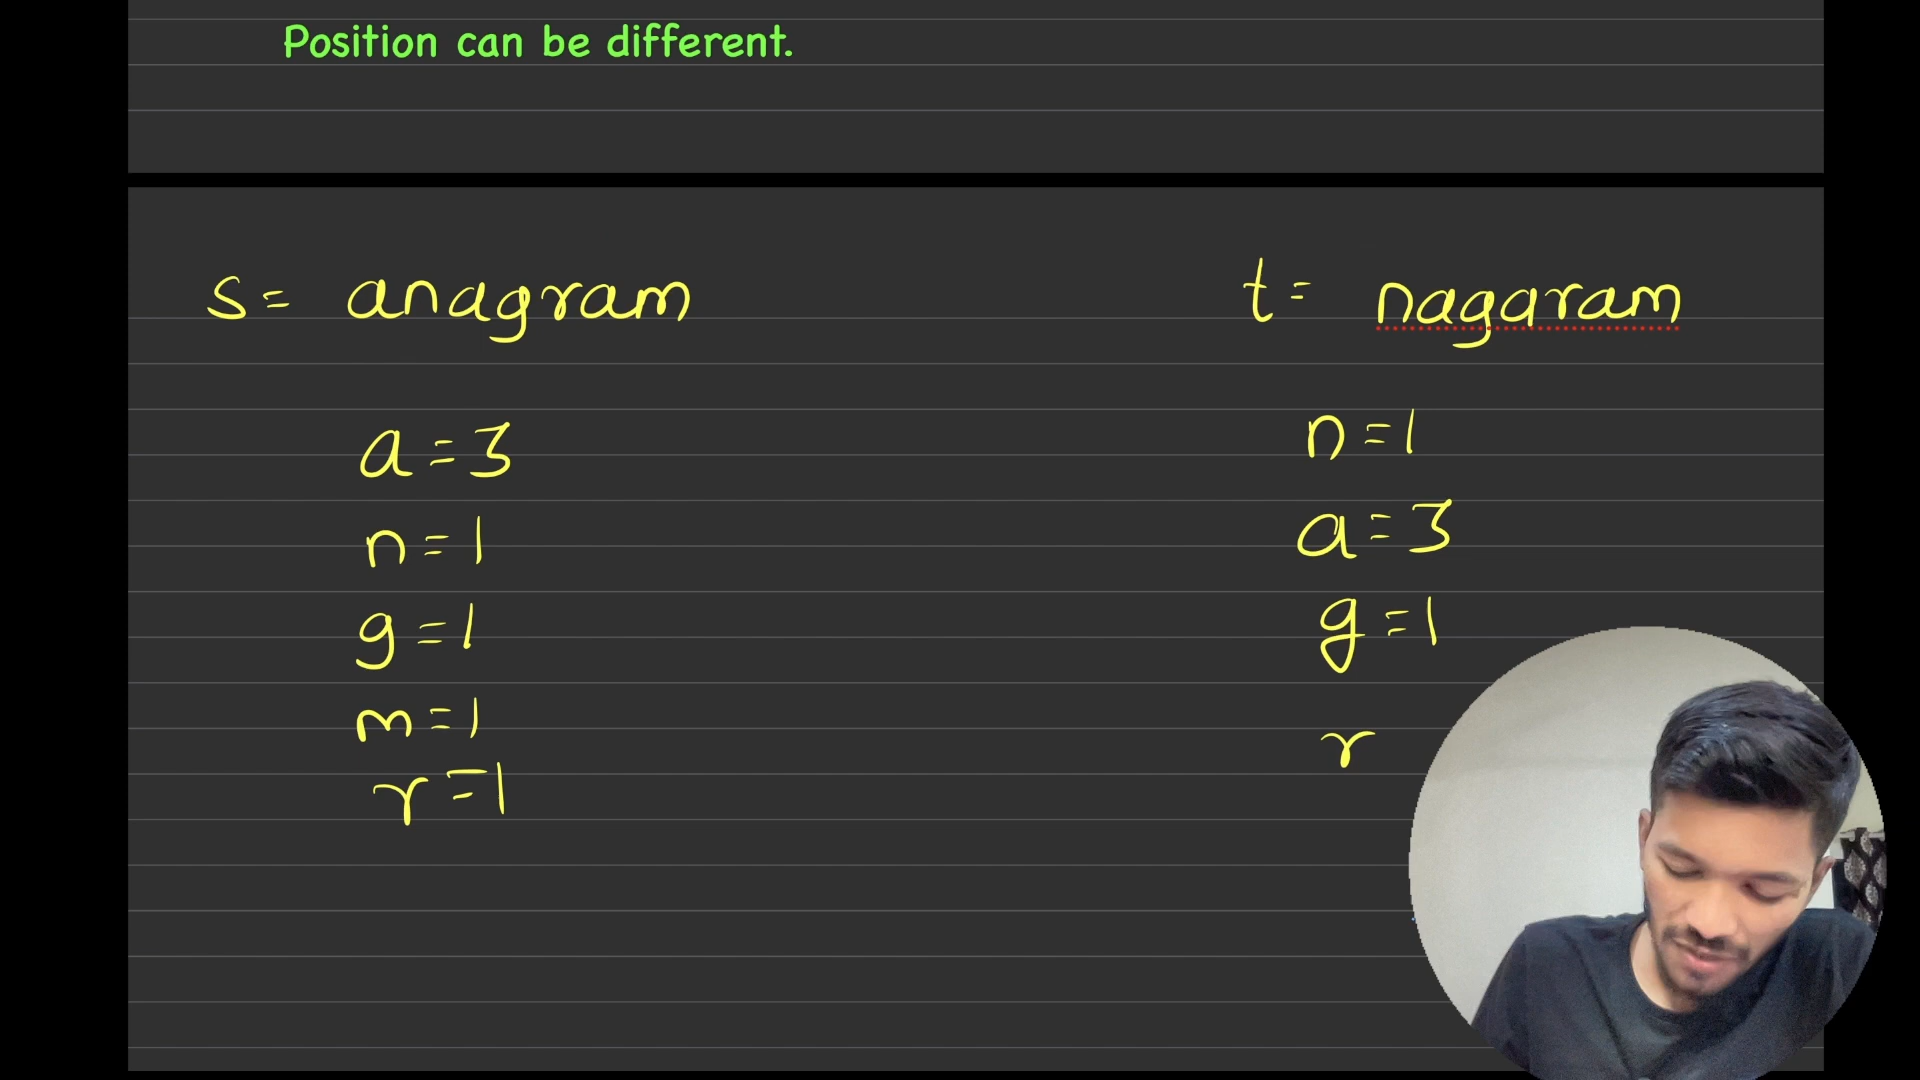 Position can be different.
s= anagram
t= nagaram
a=3
n=1
g=1
m=1
r=1
n=1
a=3
g=1
r